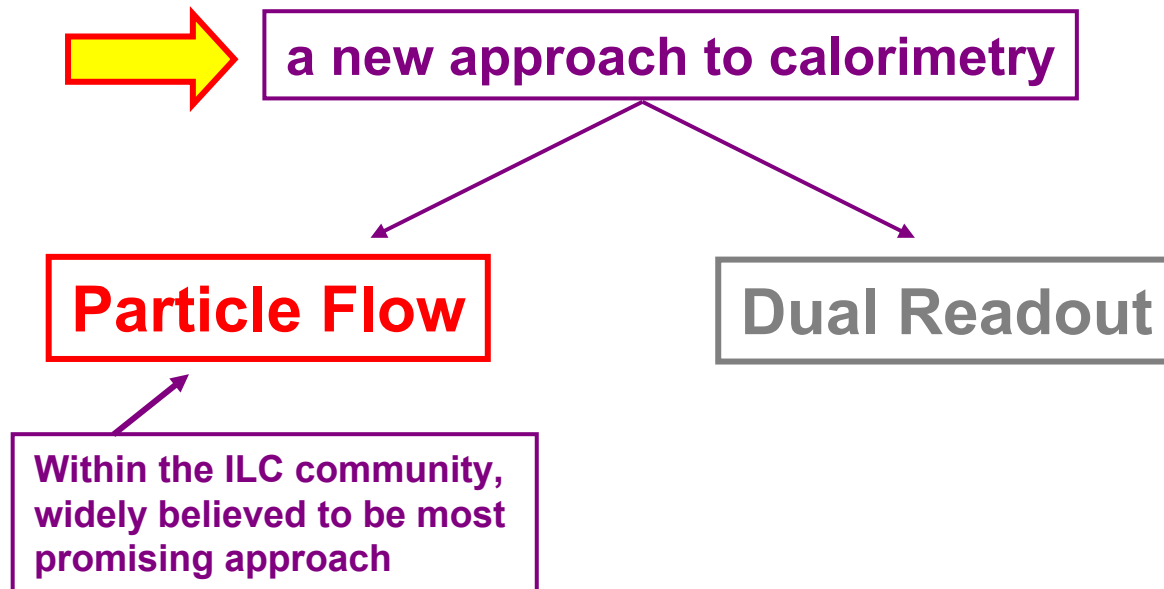 a new approach to calorimetry
Particle Flow
Dual Readout
Within the ILC community,
widely believed to be most
promising approach